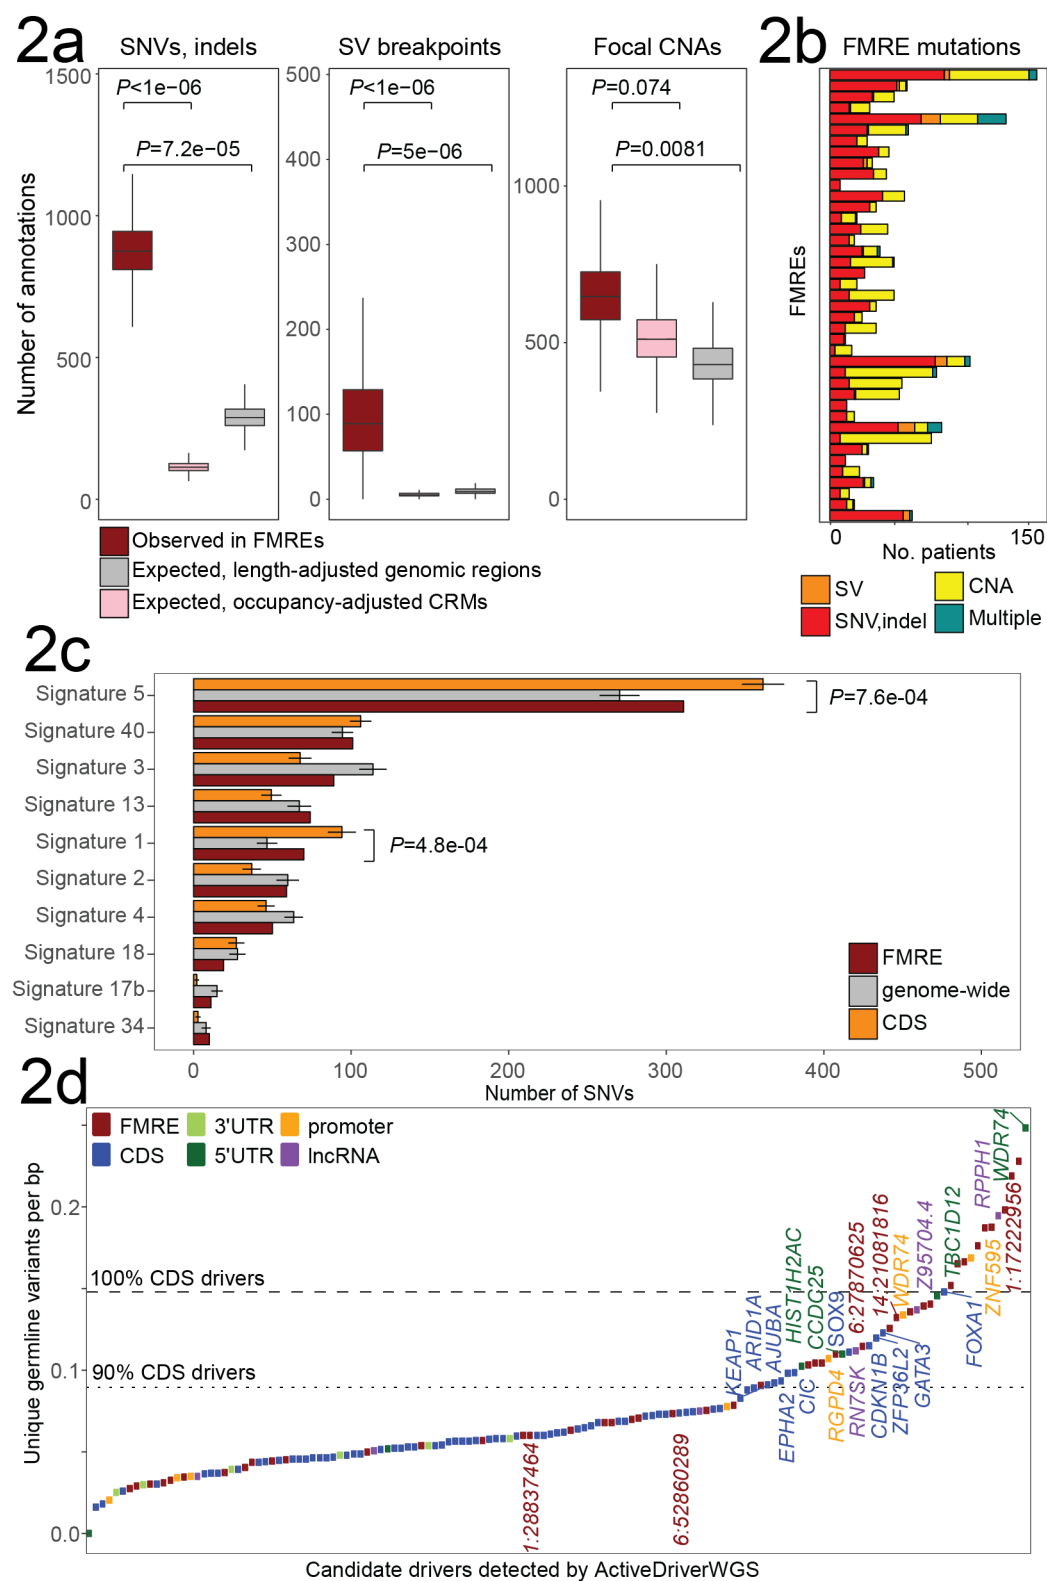 2a
SNVs, indels
SV breakpoints
Focal CNAs
2b
FMRE mutations
Number of annotations
1500
1000
500
0
P<1e−06
P=7.2e−05
500
400
300
200
100
0
P<1e−06
P=5e−06
1000
500
0
P=0.074
P=0.0081
FMREs
0
150
No. patients
Observed in FMREs
Expected, length-adjusted genomic regions
Expected, occupancy-adjusted CRMs
SV
CNA
SNV,indel
Multiple
2c
Signature 5
Signature 40
Signature 3
Signature 13
Signature 1
Signature 2
Signature 4
Signature 18
Signature 17b
Signature 34
P=7.6e-04
P=4.8e-04
FMRE
genome-wide
CDS
0
100
200
300
400
500
Number of SNVs
2d
FMRE
3'UTR
promoter
CDS
5'UTR
lncRNA
Unique germline variants per bp
0.2
0.1
0.0
100% CDS drivers
90% CDS drivers
1:28837464
6:52860289
KEAP1
ARID1A
AJUBA
EPHA2
HIST1H2AC
CIC
CCDC25
RGPD4
SOX9
RN7SK
6:27870625
CDKN1B
14:21081816
ZFP36L2
WDR74
GATA3
Z95704.4
TBC1D12
FOXA1
RPPH1
ZNF595
WDR74
1:17222956
Candidate drivers detected by ActiveDriverWGS